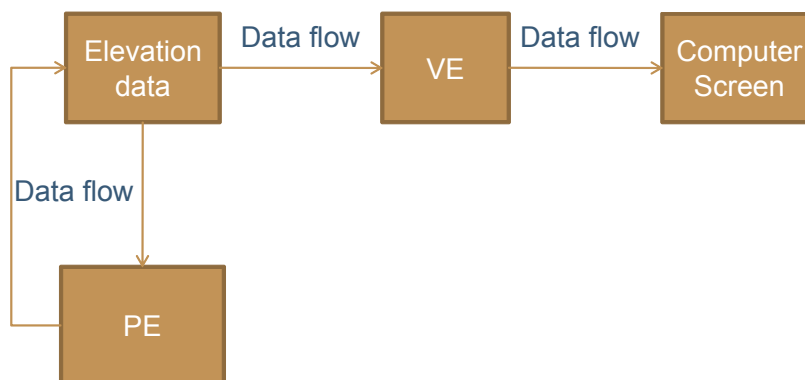 Elevation
data
Data flow
VE
Data flow
Computer
Screen
Data flow
PE